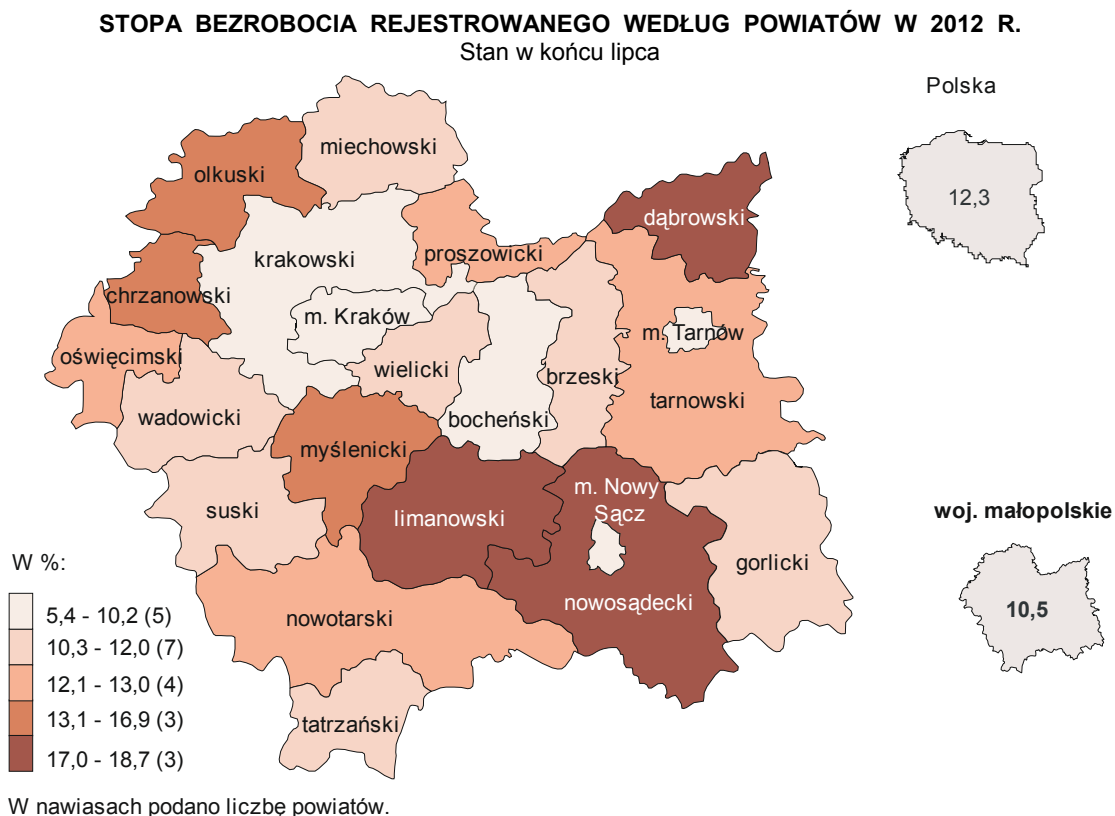 STOPA BEZROBOCIA REJESTROWANEGO WEDŁUG POWIATÓW W 2012 R.
Stan w końcu lipca
Polska
12,3
miechowski
olkuski
dąbrowski
proszowicki
krakowski
chrzanowski
m. Kraków
m. Tarnów
oświęcimski
wielicki
brzeski
tarnowski
wadowicki
bocheński
myślenicki
m. Nowy
Sącz
suski
limanowski
woj. małopolskie
10,5
gorlicki
nowosądecki
nowotarski
tatrzański
W %:
5,4 - 10,2 (5)
10,3 - 12,0 (7)
12,1 - 13,0 (4)
13,1 - 16,9 (3)
17,0 - 18,7 (3)
W nawiasach podano liczbę powiatów.